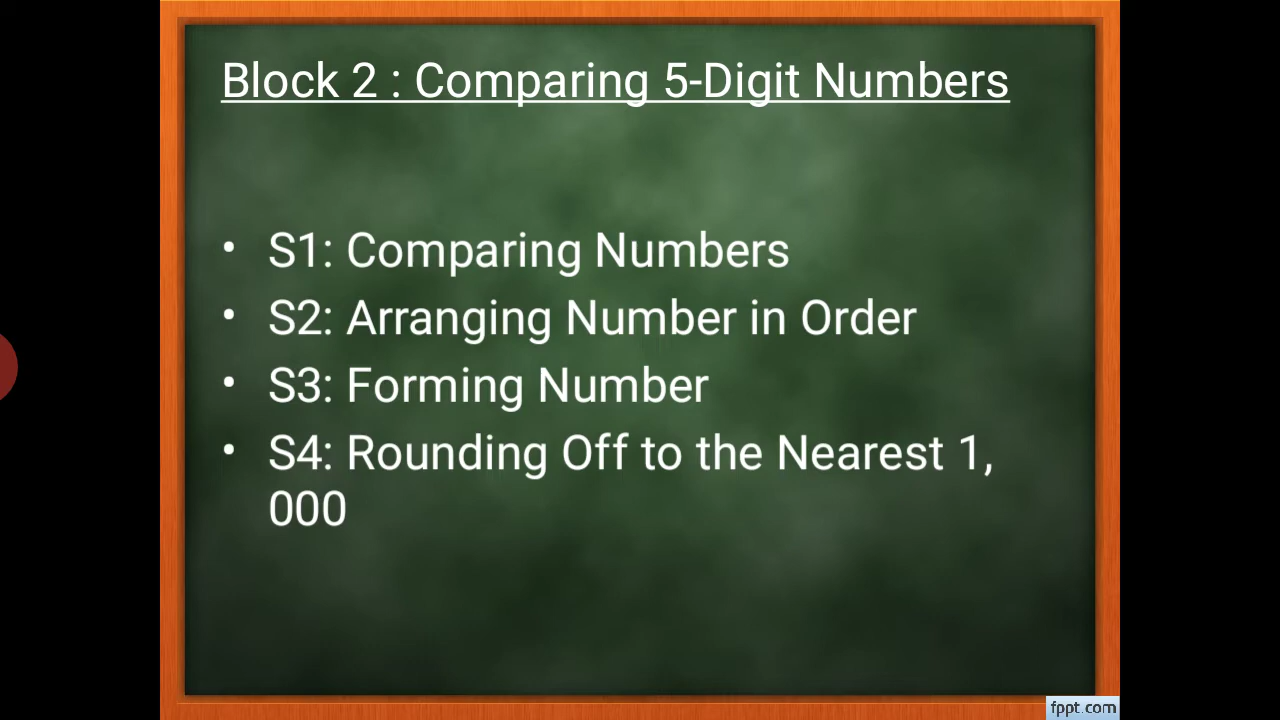 Block 2 : Comparing 5-Digit Numbers
• S1: Comparing Numbers
• S2: Arranging Number in Order
• S3: Forming Number
• S4: Rounding Off to the Nearest 1,
000
fppt.com